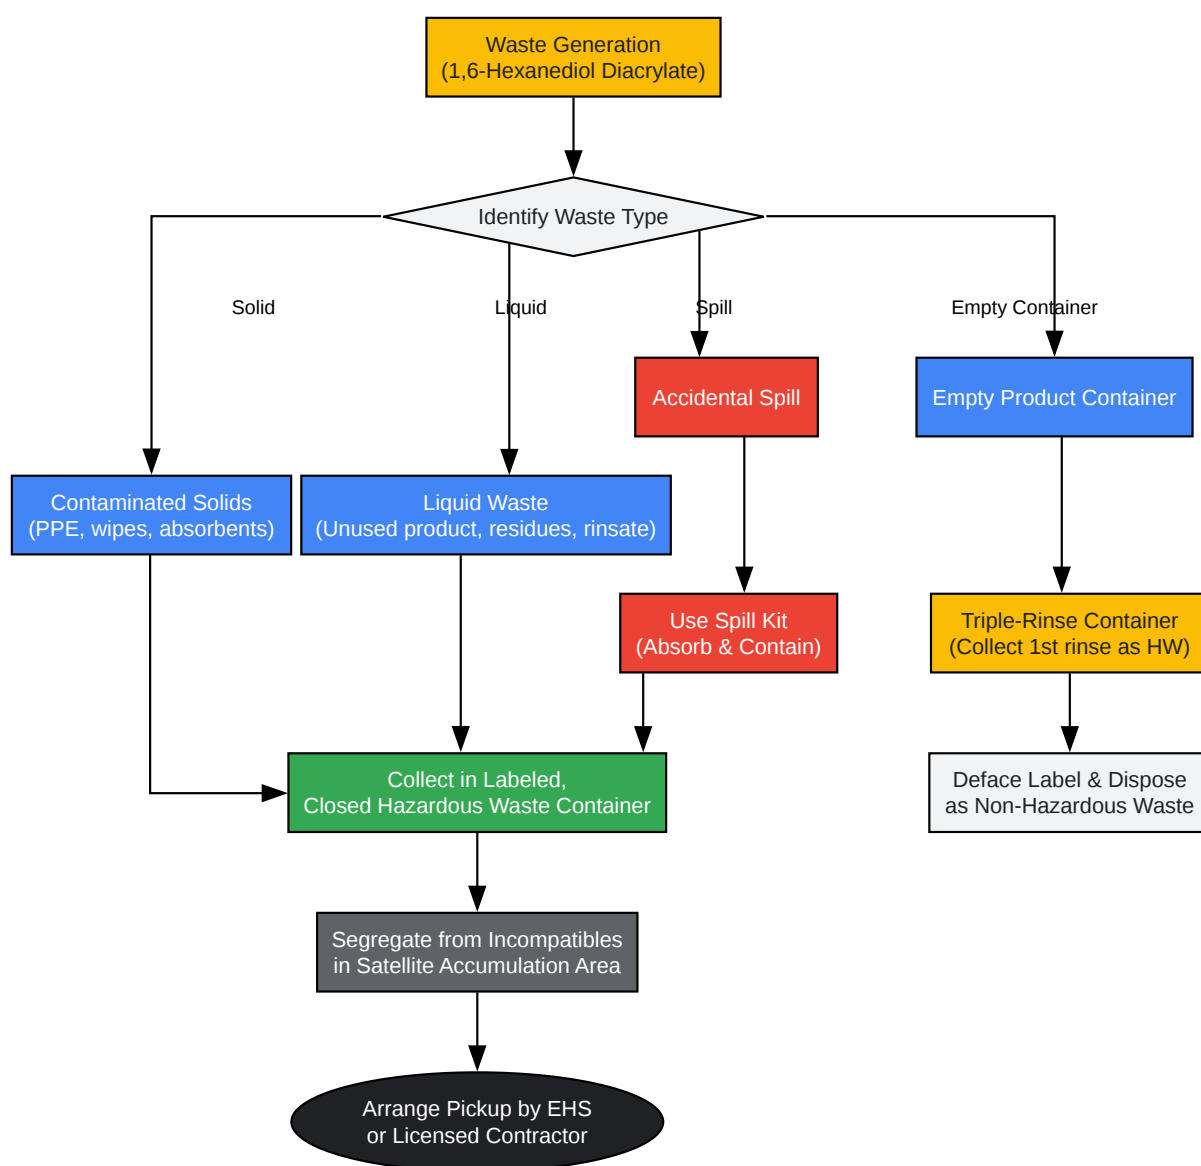 Waste Generation
(1,6-Hexanediol Diacrylate)
Identify Waste Type
Solid
Liquid
Spill
Empty Container
Accidental Spill
Empty Product Container
Contaminated Solids
(PPE, wipes, absorbents)
Liquid Waste
(Unused product, residues, rinsate)
Use Spill Kit
(Absorb & Contain)
Triple-Rinse Container
(Collect 1st rinse as HW)
Collect in Labeled,
Closed Hazardous Waste Container
Deface Label & Dispose
as Non-Hazardous Waste
Segregate from Incompatibles
in Satellite Accumulation Area
Arrange Pickup by EHS
or Licensed Contractor